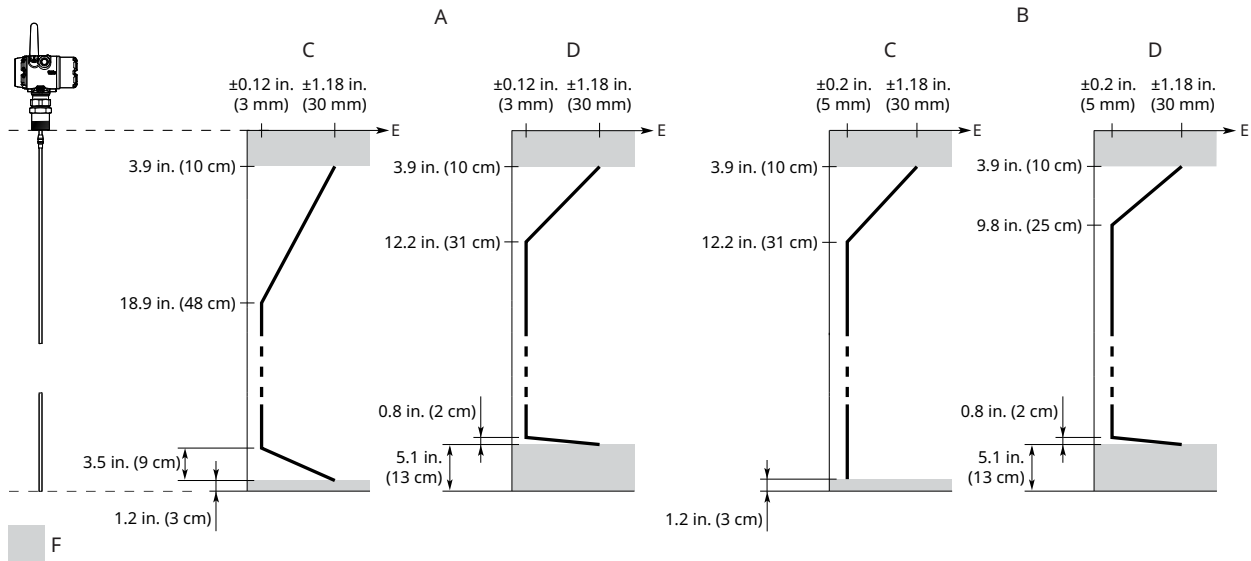 A
B
C
D
C
D
±0.12 in. ±1.18 in.
(3 mm) (30 mm)
±0.12 in. ±1.18 in.
(3 mm) (30 mm)
±0.2 in. ±1.18 in.
(5 mm) (30 mm)
±0.2 in. ±1.18 in.
(5 mm) (30 mm)
E
E
E
E
3.9 in. (10 cm)
3.9 in. (10 cm)
3.9 in. (10 cm)
3.9 in. (10 cm)
12.2 in. (31 cm)
12.2 in. (31 cm)
9.8 in. (25 cm)
18.9 in. (48 cm)
0.8 in. (2 cm)
0.8 in. (2 cm)
3.5 in. (9 cm)
5.1 in.
(13 cm)
5.1 in.
(13 cm)
1.2 in. (3 cm)
1.2 in. (3 cm)
F